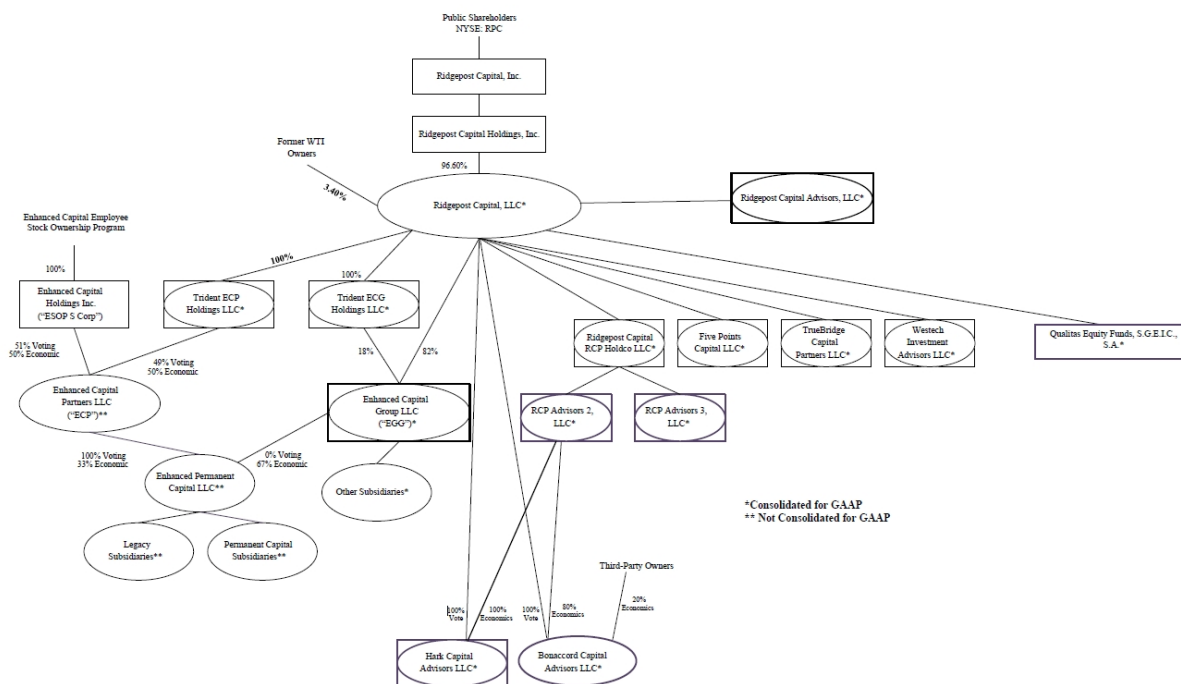 Public Shareholders
NYSE: RPC
Ridgepost Capital, Inc.
Ridgepost Capital Holdings, Inc.
Former WTI
Owners
96.60%
3.40%
Ridgepost Capital, LLC*
Ridgepost Capital Advisors, LLC*
Enhanced Capital Employee
Stock Ownership Program
100%
100%
100%
Enhanced Capital
Holdings Inc.
(“ESOP S Corp”)
Trident ECP
Holdings LLC*
Trident ECG
Holdings LLC*
Ridgepost Capital
RCP Holdco LLC*
Five Points
Capital LLC*
TrueBridge
Capital
Partners LLC*
Westech
Investment
Advisors LLC*
Qualitas Equity Funds, S.G.E.I.C.,
S.A.*
51% Voting
50% Economic
49% Voting
50% Economic
18%
82%
Enhanced Capital
Partners LLC
(“ECP”)**
Enhanced Capital
Group LLC
(“EGG”)*
RCP Advisors 2,
LLC*
RCP Advisors 3,
LLC*
100% Voting
33% Economic
0% Voting
67% Economic
Enhanced Permanent
Capital LLC**
Other Subsidiaries*
*Consolidated for GAAP
** Not Consolidated for GAAP
Legacy
Subsidiaries**
Permanent Capital
Subsidiaries**
Third-Party Owners
100%
Vote
100%
Economics
100%
Vote
80%
Economics
20%
Economics
Hark Capital
Advisors LLC*
Bonaccord Capital
Advisors LLC*